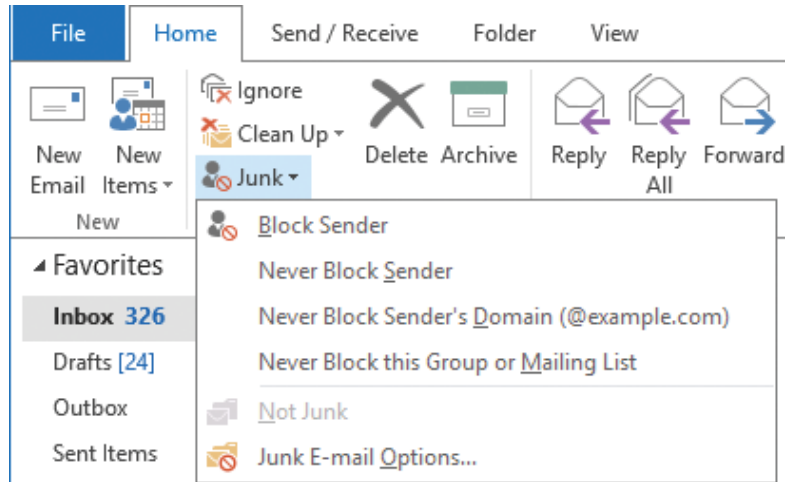 File Home Send / Receive Folder View
Ignore
Clean Up
Junk
New Email
New Items
Delete
Archive
Reply
Reply All
Forward
New
Block Sender
Never Block Sender
Never Block Sender's Domain (@example.com)
Never Block this Group or Mailing List
Not Junk
Junk E-mail Options...
Favorites
Inbox 326
Drafts [24]
Outbox
Sent Items